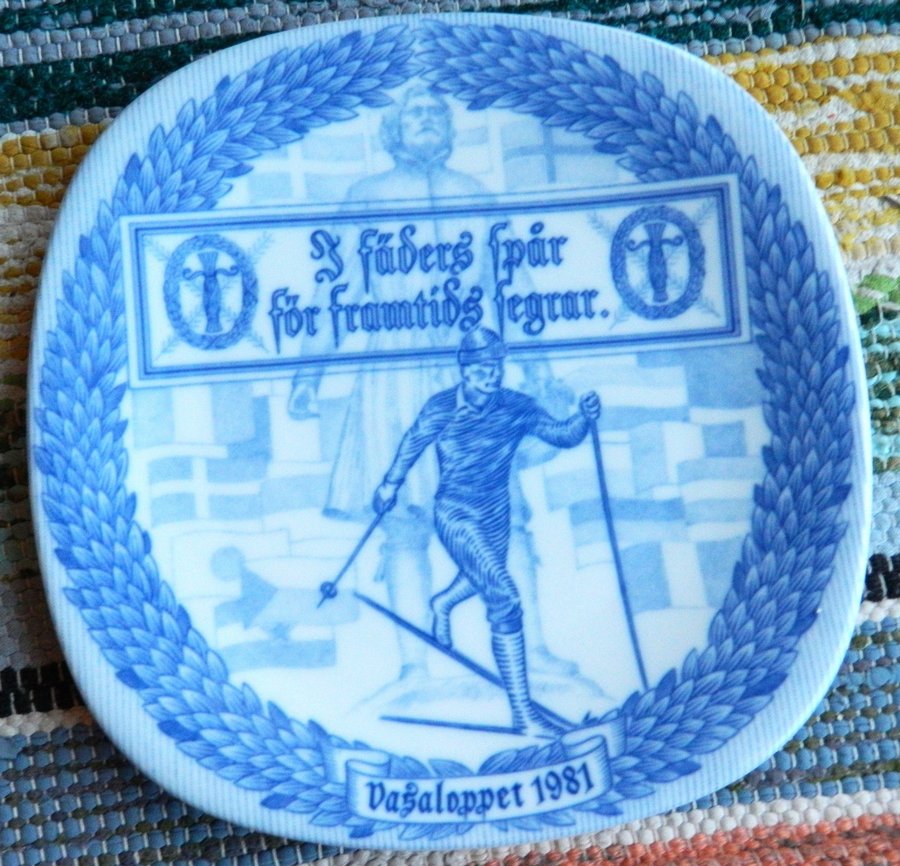 I fäders spår
för framtids segrar.
Vasaloppet 1981